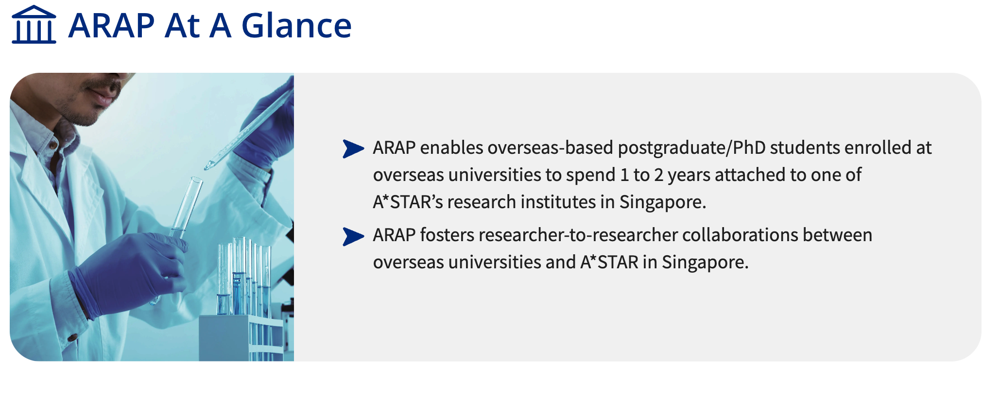 ARAP At A Glance
ARAP enables overseas-based postgraduate/PhD students enrolled at
overseas universities to spend 1 to 2 years attached to one of
A*STAR’s research institutes in Singapore.
ARAP fosters researcher-to-researcher collaborations between
overseas universities and A*STAR in Singapore.